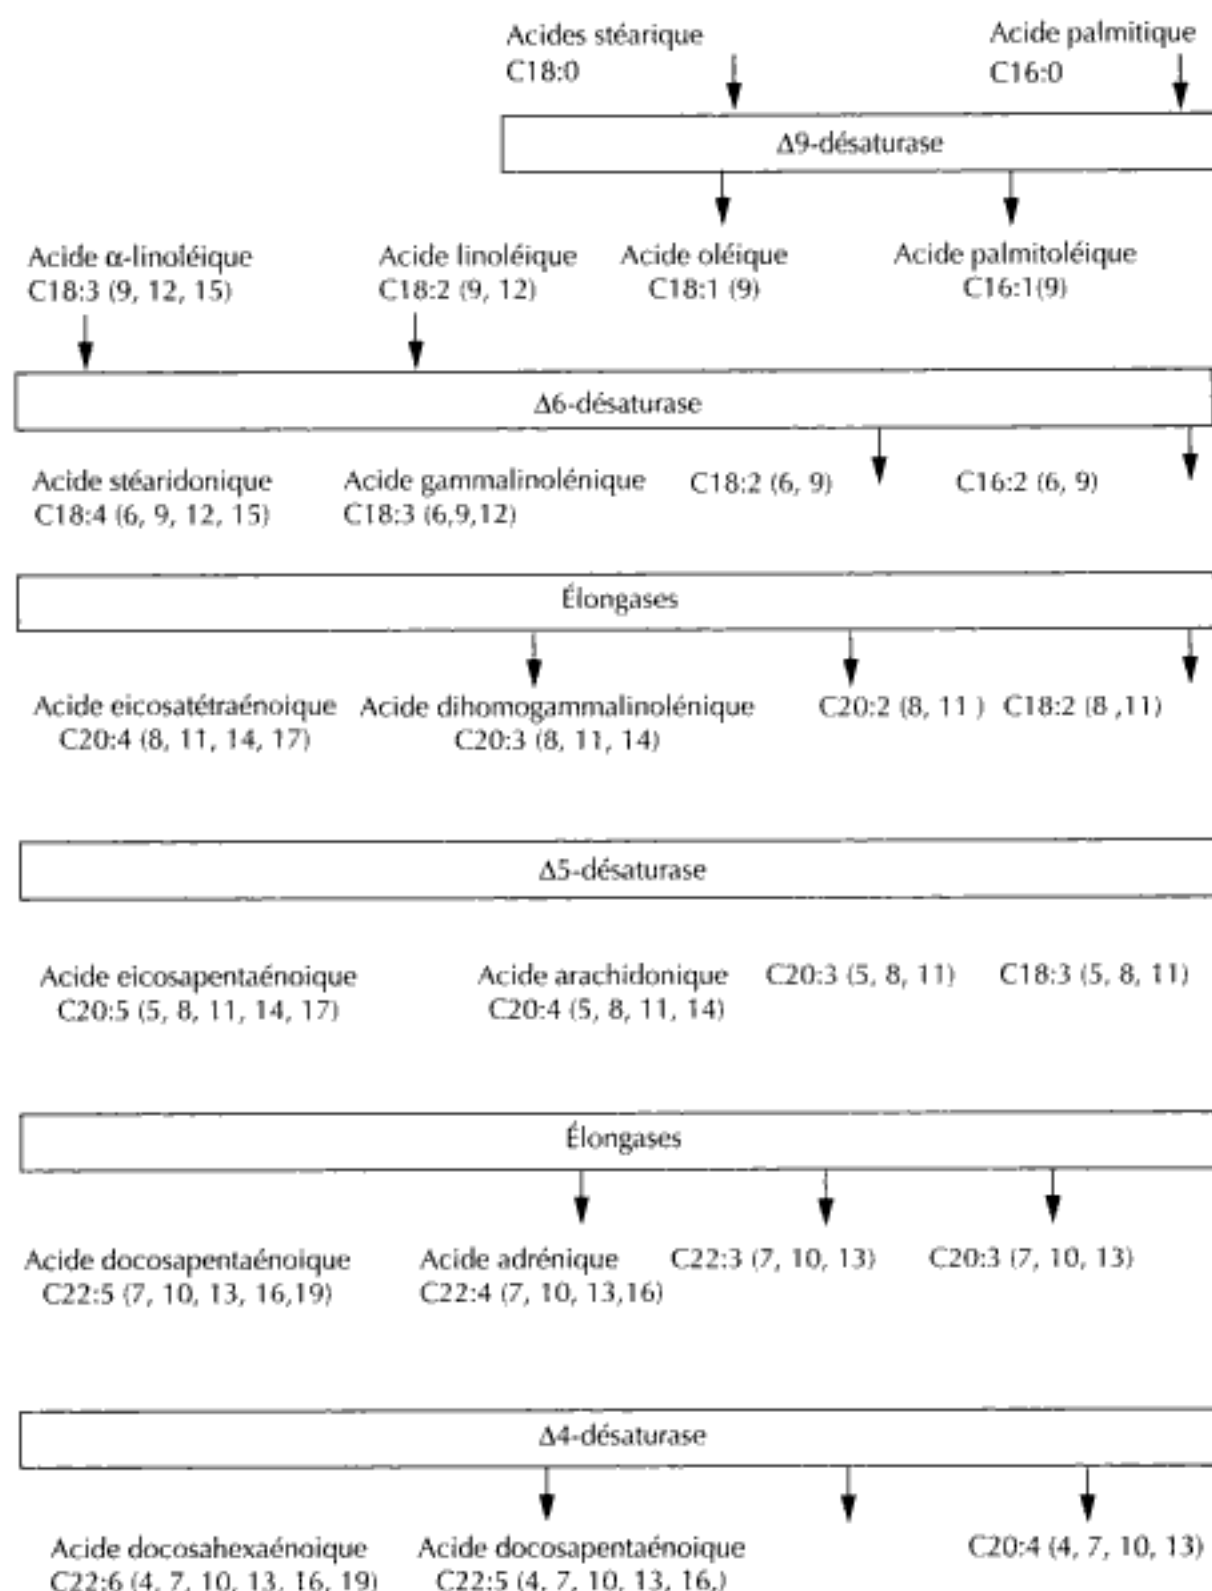 Acides stéarique
C18:0
Acide palmitique
C16:0
Δ9-désaturase
Acide α-linoléique
C18:3 (9, 12, 15)
Acide linoléique
C18:2 (9, 12)
Acide oléique
C18:1 (9)
Acide palmitoléique
C16:1(9)
Δ6-désaturase
Acide stéaridonique
C18:4 (6, 9, 12, 15)
Acide gammalinolénique
C18:3 (6,9,12)
C18:2 (6, 9)
C16:2 (6, 9)
Élongases
Acide eicosatétraénoique
C20:4 (8, 11, 14, 17)
Acide dihomogammalinolénique
C20:3 (8, 11, 14)
C20:2 (8, 11 )
C18:2 (8 ,11)
Δ5-désaturase
Acide eicosapentaénoique
C20:5 (5, 8, 11, 14, 17)
Acide arachidonique
C20:4 (5, 8, 11, 14)
C20:3 (5, 8, 11)
C18:3 (5, 8, 11)
Élongases
Acide docosapentaénoique
C22:5 (7, 10, 13, 16,19)
Acide adrénique
C22:4 (7, 10, 13,16)
C22:3 (7, 10, 13)
C20:3 (7, 10, 13)
Δ4-désaturase
Acide docosahexaénoique
C22:6 (4, 7, 10, 13, 16, 19)
Acide docosapentaénoique
C22:5 (4, 7, 10, 13, 16,)
C20:4 (4, 7, 10, 13)